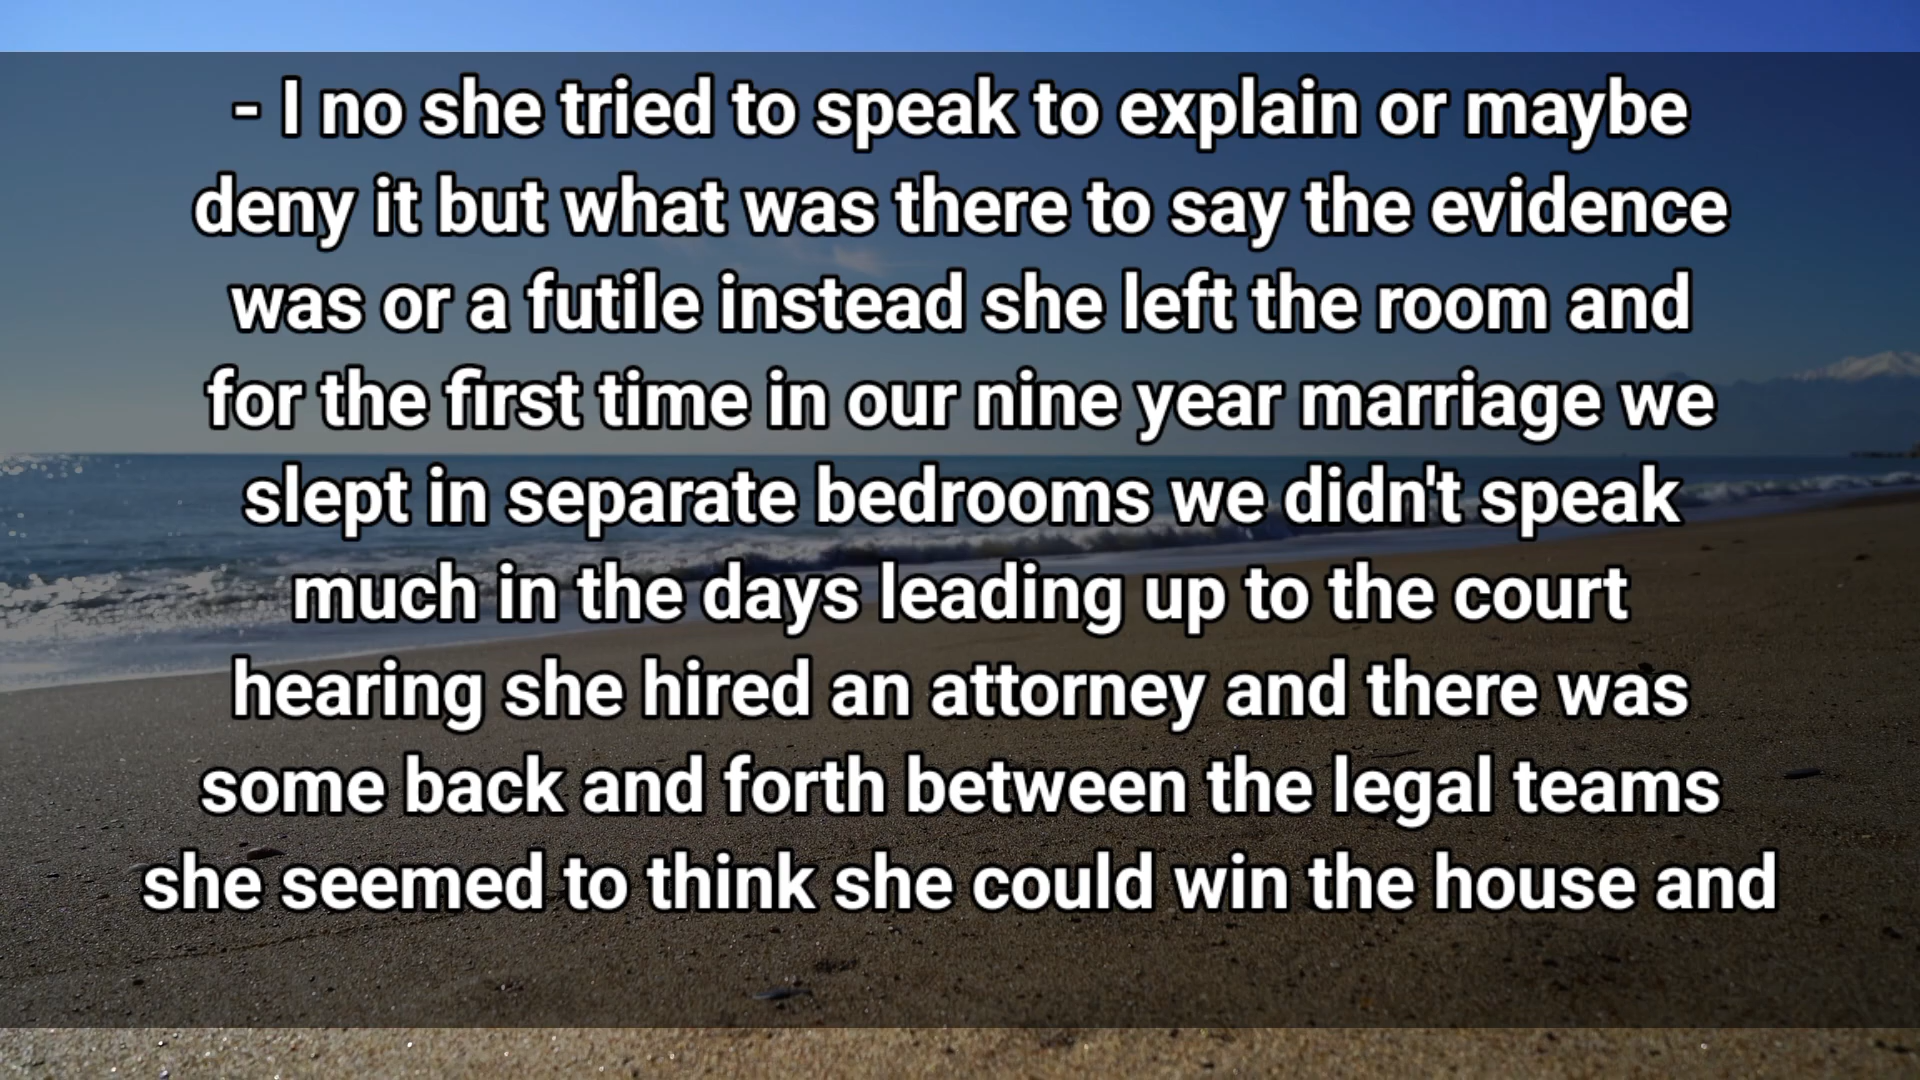 - I no she tried to speak to explain or maybe
deny it but what was there to say the evidence
was or a futile instead she left the room and
for the first time in our nine year marriage we
slept in separate bedrooms we didn't speak
much in the days leading up to the court
hearing she hired an attorney and there was
some back and forth between the legal teams
she seemed to think she could win the house and